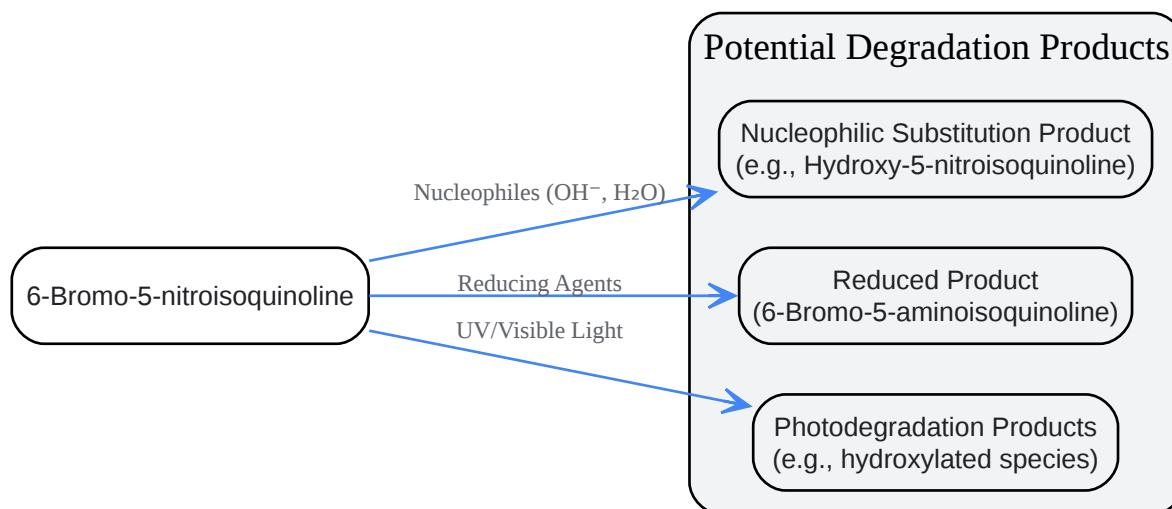 Potential Degradation Products
Nucleophilic Substitution Product
(e.g., Hydroxy-5-nitroisoquinoline)
Nucleophiles (OH⁻, H₂O)
6-Bromo-5-nitroisoquinoline
Reducing Agents
Reduced Product
(6-Bromo-5-aminoisoquinoline)
UV/Visible Light
Photodegradation Products
(e.g., hydroxylated species)